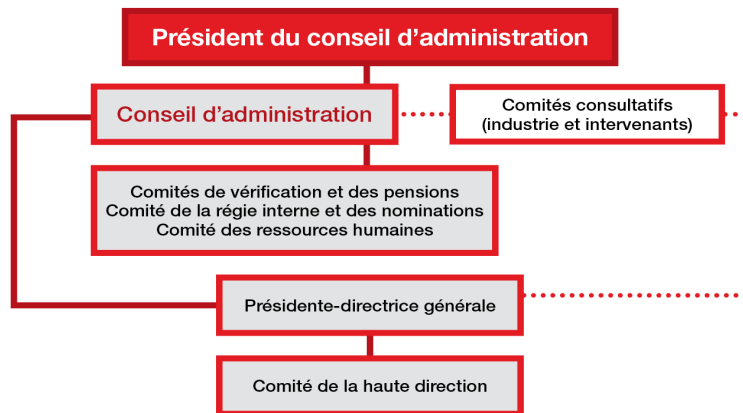 Président du conseil d’administration
Conseil d’administration
Comités consultatifs
(industrie et intervenants)
Comités de vérification et des pensions
Comité de la régie interne et des nominations
Comité des ressources humaines
Présidente-directrice générale
Comité de la haute direction